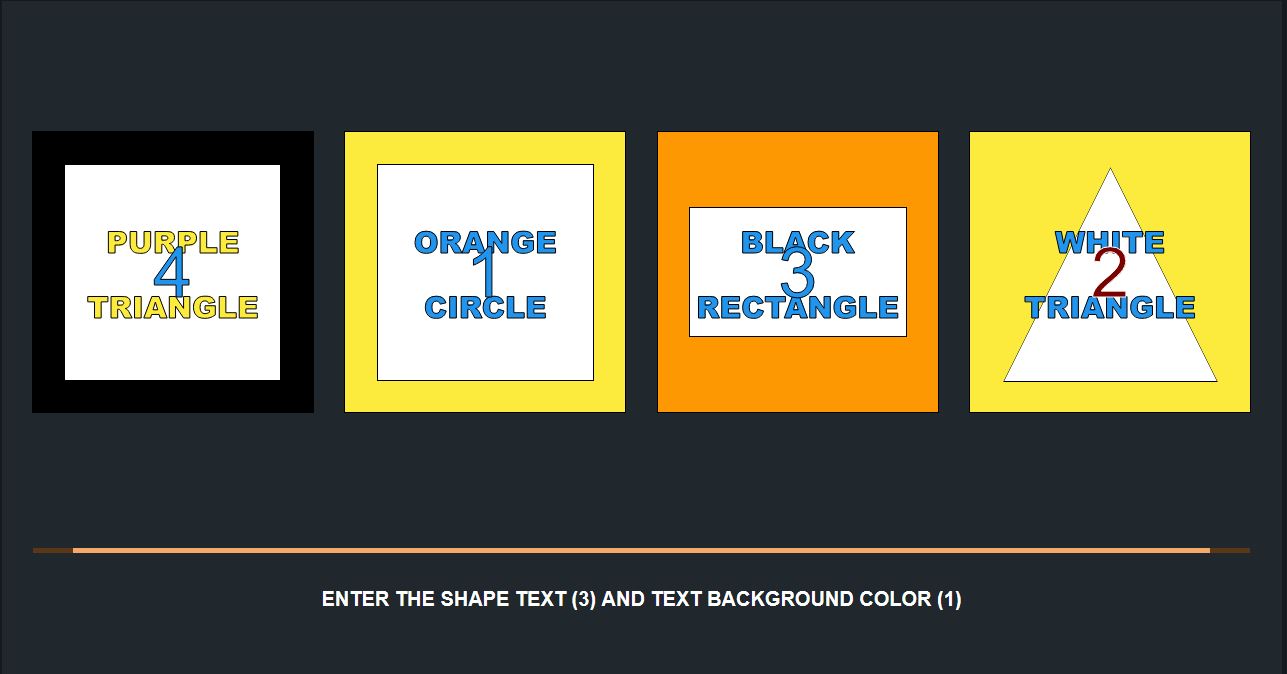 PURPLE
4
TRIANGLE
ORANGE
1
CIRCLE
BLACK
3
RECTANGLE
WHITE
2
TRIANGLE
ENTER THE SHAPE TEXT (3) AND TEXT BACKGROUND COLOR (1)